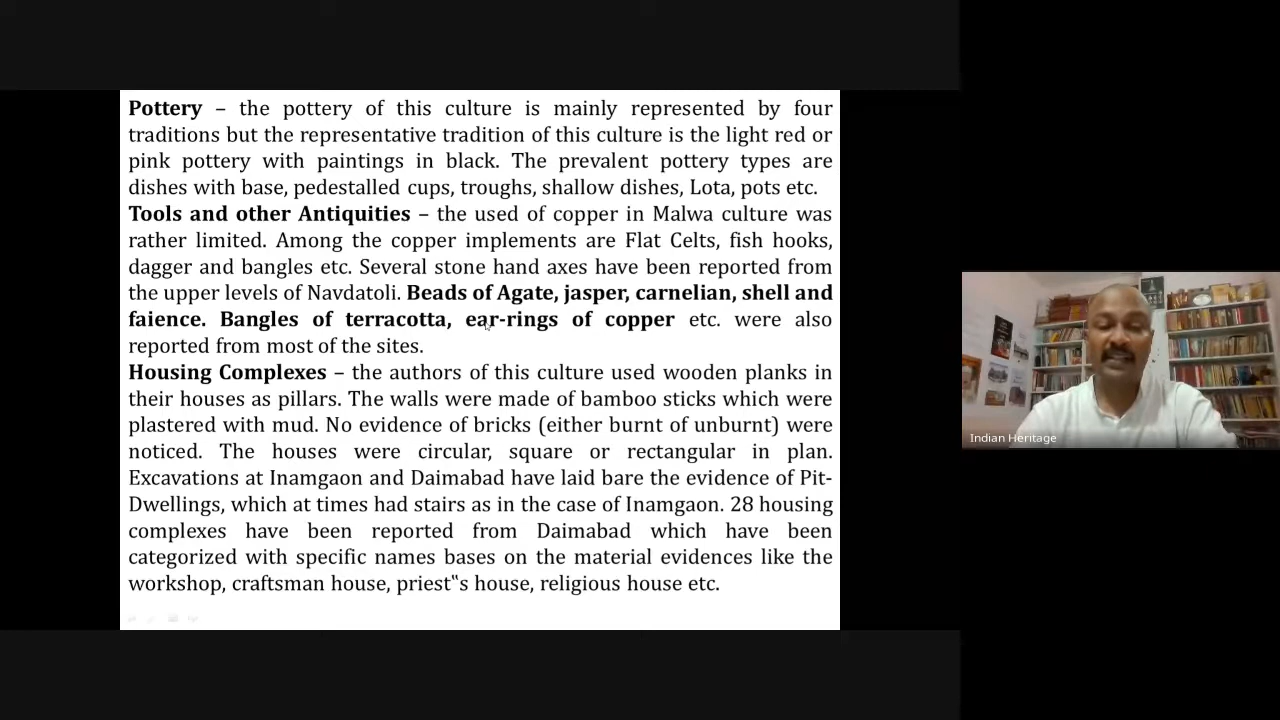 Pottery – the pottery of this culture is mainly represented by four
traditions but the representative tradition of this culture is the light red or
pink pottery with paintings in black. The prevalent pottery types are
dishes with base, pedestalled cups, troughs, shallow dishes, Lota, pots etc.
Tools and other Antiquities – the used of copper in Malwa culture was
rather limited. Among the copper implements are Flat Celts, fish hooks,
dagger and bangles etc. Several stone hand axes have been reported from
the upper levels of Navdatoli. Beads of Agate, jasper, carnelian, shell and
faience. Bangles of terracotta, ear-rings of copper etc. were also
reported from most of the sites.
Housing Complexes – the authors of this culture used wooden planks in
their houses as pillars. The walls were made of bamboo sticks which were
plastered with mud. No evidence of bricks (either burnt of unburnt) were
noticed. The houses were circular, square or rectangular in plan.
Excavations at Inamgaon and Daimabad have laid bare the evidence of Pit-
Dwellings, which at times had stairs as in the case of Inamgaon. 28 housing
complexes have been reported from Daimabad which have been
categorized with specific names bases on the material evidences like the
workshop, craftsman house, priest‟s house, religious house etc.
Indian Heritage